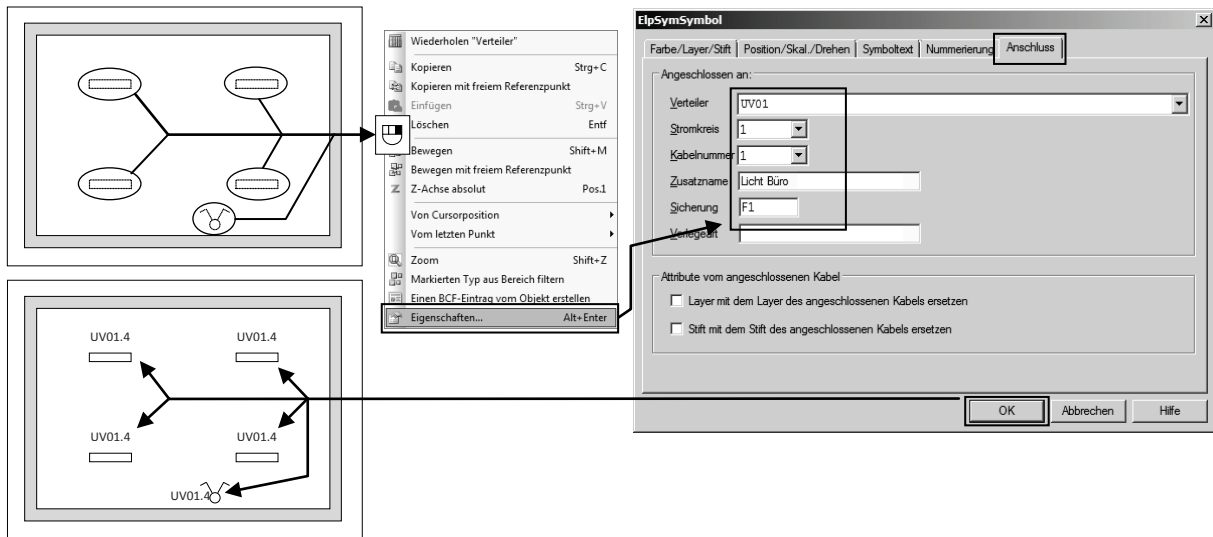 Wiederholen "Verteiler"
Kopieren Strg+C
Kopieren mit freiem Referenzpunkt
Einfügen Strg+V
Löschen Entf
Bewegen Shift+M
Bewegen mit freiem Referenzpunkt
Z-Achse absolut Pos.1
Von Cursorposition
Vom letzten Punkt
Zoom Shift+Z
Markierten Typ aus Bereich filtern
Einen BCF-Eintrag vom Objekt erstellen
Eigenschaften... Alt+Enter
ElpSymSymbol
Farbe/Layer/Stift Position/Skal./Drehen Symboltext Nummerierung Anschluss
Angeschlossen an:
Verteiler UV01
Stromkreis 1
Kabelnummer 1
Zusatzname Licht Büro
Sicherung F1
Verlegeart
Attribute vom angeschlossenen Kabel
Layer mit dem Layer des angeschlossenen Kabels ersetzen
Stift mit dem Stift des angeschlossenen Kabels ersetzen
OK Abbrechen Hilfe
UV01.4 UV01.4
UV01.4 UV01.4
UV01.4